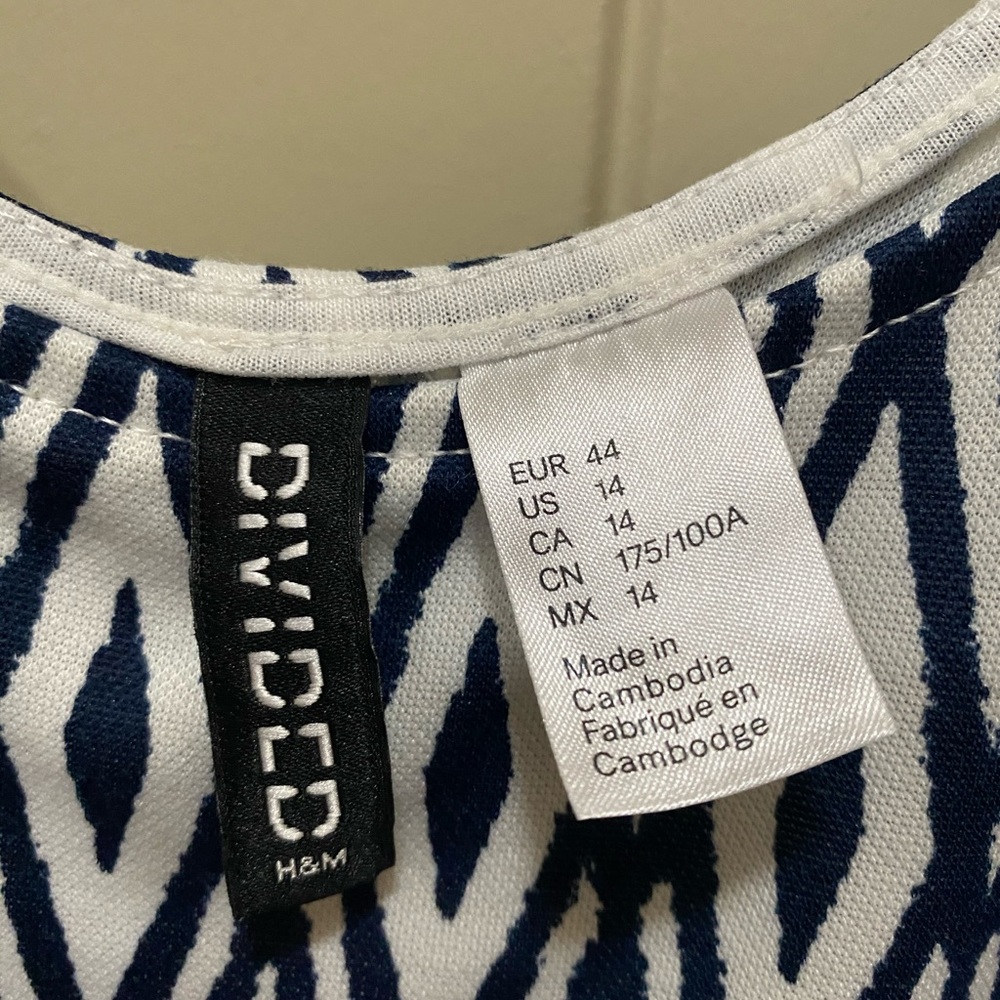 DIVIDED
H&M
EUR 44
US 14
CA 14
CN 175/100A
MX 14
Made in
Cambodia
Fabriqué en
Cambodge